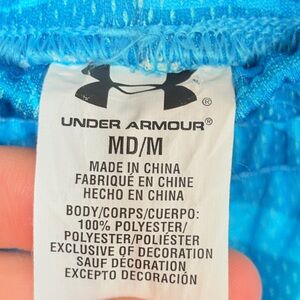 ®
UNDER ARMOUR®
MD/M
MADE IN CHINA
FABRIQUÉ EN CHINE
HECHO EN CHINA
BODY/CORPS/CUERPO:
100% POLYESTER/
POLYESTER/POLIÉSTER
EXCLUSIVE OF DECORATION
SAUF DÉCORATION
EXCEPTO DECORACIÓN